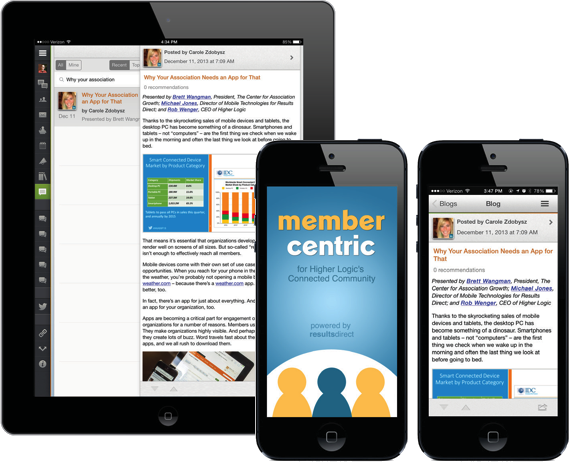 Verizon 4:34 PM 85%
All Mine Recent Top
Why your association
Why Your Association Needs
an App for That
by Carole Zdobysz
Dec 11
Presented by Brett Wangman
Posted by Carole Zdobysz
December 11, 2013 at 7:09 AM
Why Your Association Needs an App for That
0 recommendations
Presented by Brett Wangman, President, The Center for Association
Growth; Michael Jones, Director of Mobile Technologies for Results
Direct; and Rob Wenger, CEO of Higher Logic
Thanks to the skyrocketing sales of mobile devices and tablets, the
desktop PC has become something of a dinosaur. Smartphones and
tablets – not "computers" – are the first thing we check when we wake
up in the morning and often the last thing we look at before going to
bed.
Smart Connected Device
Market by Product Category
IDC
That means it's essential that organizations develop
render well on screens of all sizes. But so-called "re
isn't enough to effectively reach all members.
Mobile devices come with their own set of use case
opportunities. When you reach for your phone in the
the weather, you're probably not opening a mobile
weather.com – because there's a weather.com app.
better, too.
In fact, there's an app for just about everything. And
an app for your organization, too.
Apps are becoming a critical part for engagement o
organizations for a number of reasons. Members us
They make organizations highly visible. And perhap
they create lots of buzz. Word travels fast about the
apps, and we all rush to download them.
member
centric
for Higher Logic's
Connected Community
powered by
resultsdirect
Verizon 3:47 PM 78%
Blogs Blog
Posted by Carole Zdobysz
December 11, 2013 at 7:09 AM
Why Your Association Needs an App for
That
0 recommendations
Presented by Brett Wangman, President, The
Center for Association Growth; Michael Jones,
Director of Mobile Technologies for Results
Direct; and Rob Wenger, CEO of Higher Logic
Thanks to the skyrocketing sales of mobile
devices and tablets, the desktop PC has
become something of a dinosaur. Smartphones
and tablets – not "computers" – are the first
thing we check when we wake up in the
morning and often the last thing we look at
before going to bed.
Smart Connected Device
Market by Product Category
IDC